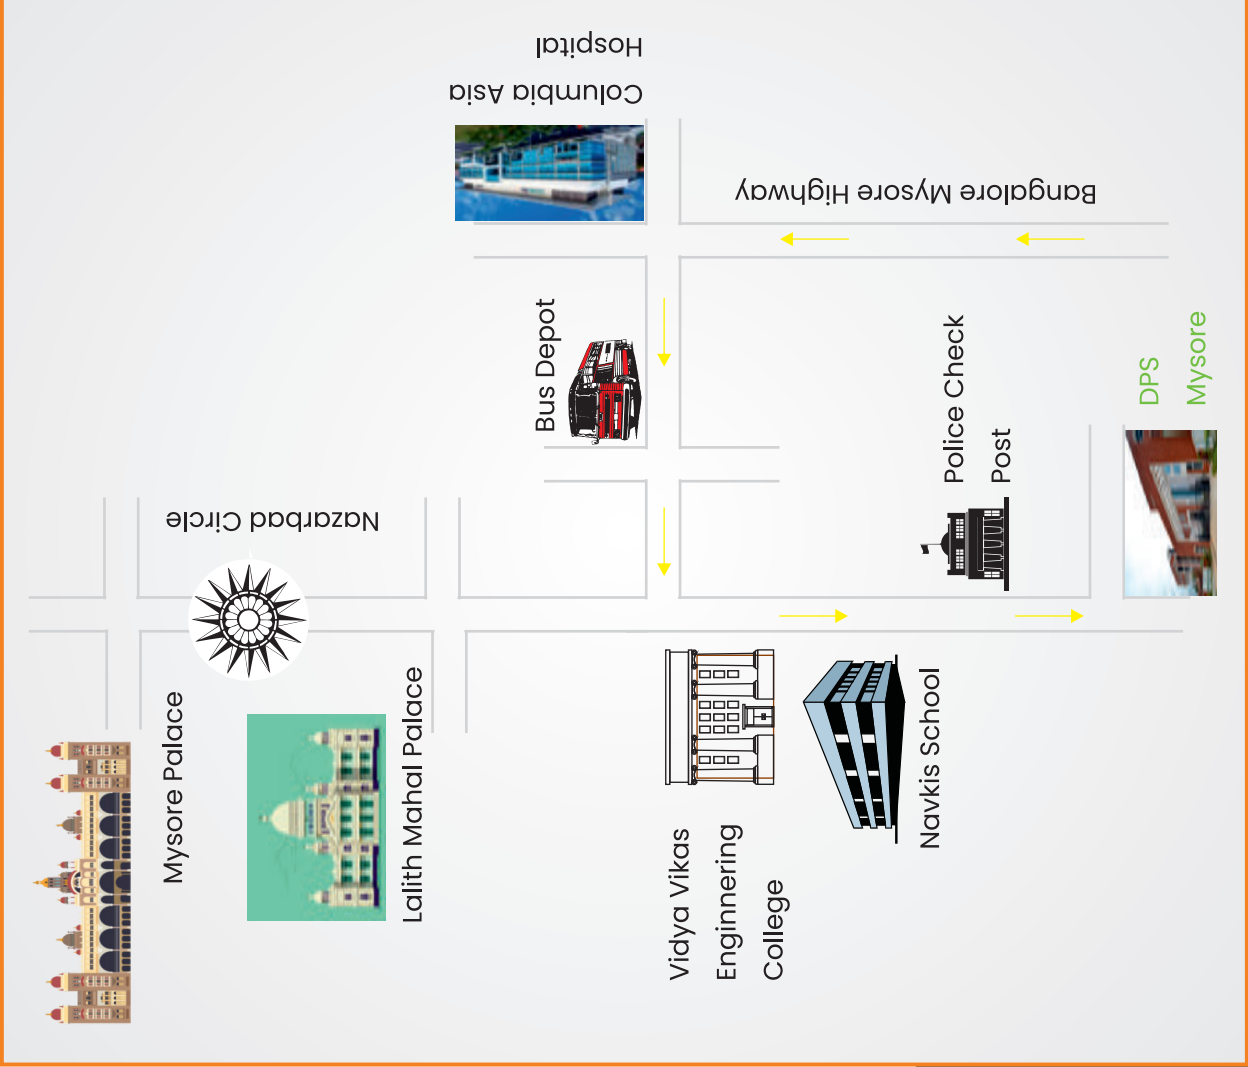 Columbia Asia
Hospital
Bangalore Mysore Highway
Bus Depot
Police Check
Post
DPS
Mysore
Nazarbad Circle
Mysore Palace
Lalith Mahal Palace
Vidya Vikas
Enginnering
College
Navkis School